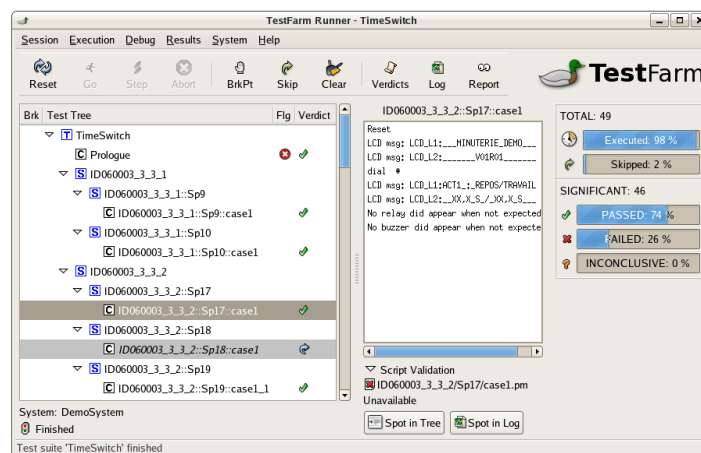 TestFarm Runner - TimeSwitch
Session Execution Debug Results System Help
Reset Go Step Abort BrkPt Skip Clear Verdicts Log Report
TestFarm
Brk Test Tree Flg Verdict
TimeSwitch
Prologue
ID060003_3_3_1
ID060003_3_3_1::Sp9
ID060003_3_3_1::Sp9::case1
ID060003_3_3_1::Sp10
ID060003_3_3_1::Sp10::case1
ID060003_3_3_2
ID060003_3_3_2::Sp17
ID060003_3_3_2::Sp17::case1
ID060003_3_3_2::Sp18
ID060003_3_3_2::Sp18::case1
ID060003_3_3_2::Sp19
ID060003_3_3_2::Sp19::case1_1
System: DemoSystem
Finished
Test suite 'TimeSwitch' finished
ID060003_3_3_2::Sp17::case1
Reset
LCD msg: LCD_L1:___MINUTERIE_DEMO___
LCD msg: LCD_L2:_______V01R01_______
dial #
LCD msg: LCD_L1:ACT1_:_REPOS/TRAVAIL
LCD msg: LCD_L2:__XX,X_S_/_XX,X_S___
No relay did appear when not expected
No buzzer did appear when not expecte
Script Validation
ID060003_3_3_2/Sp17/case1.pm
Unavailable
Spot in Tree Spot in Log
TOTAL: 49
Executed: 98 %
Skipped: 2 %
SIGNIFICANT: 46
PASSED: 74 %
FAILED: 26 %
INCONCLUSIVE: 0 %